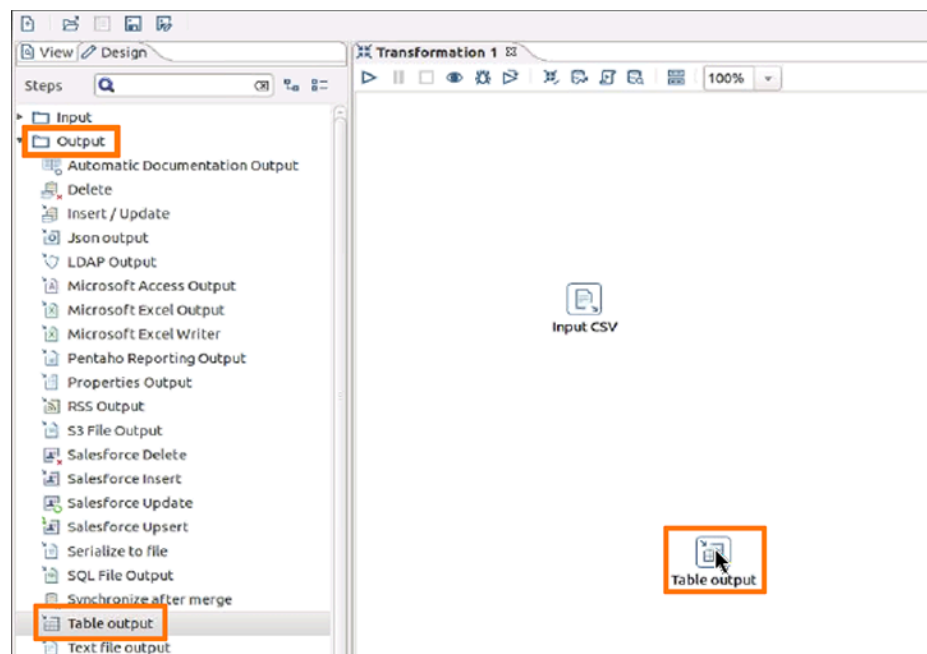 View Design
Transformation 1
Steps
100%
Input
Output
Automatic Documentation Output
Delete
Insert / Update
Json output
LDAP Output
Microsoft Access Output
Microsoft Excel Output
Microsoft Excel Writer
Pentaho Reporting Output
Properties Output
RSS Output
S3 File Output
Salesforce Delete
Salesforce Insert
Salesforce Update
Salesforce Upsert
Serialize to file
SQL File Output
Synchronize after merge
Table output
Text file output
Input CSV
Table output